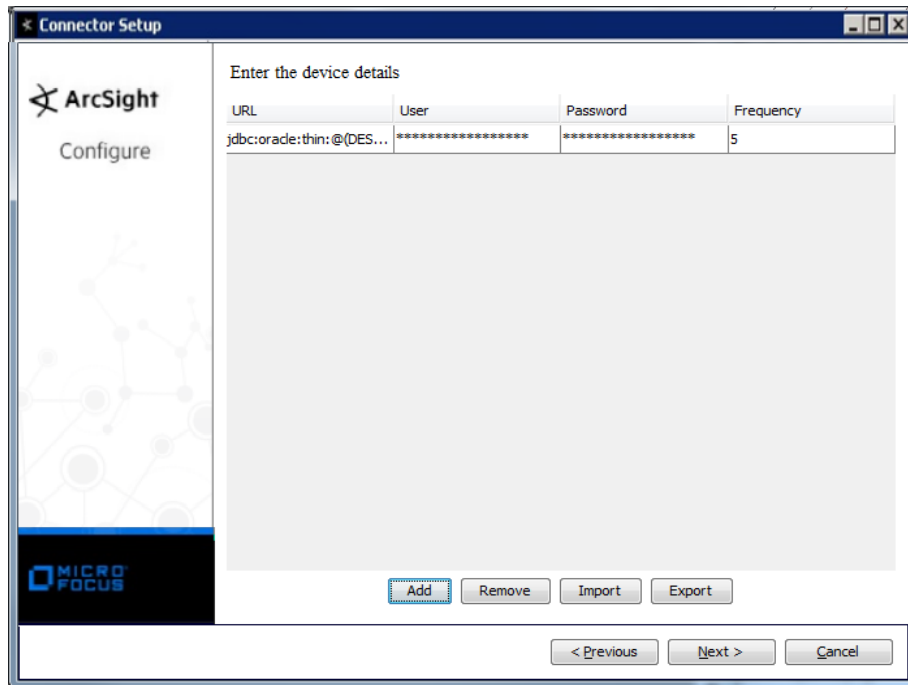 Connector Setup
ArcSight
Configure
Enter the device details
URL User Password Frequency
jdbc:oracle:thin:@(DES... ***************** ***************** 5
MICRO
FOCUS
Add Remove Import Export
< Previous Next > Cancel